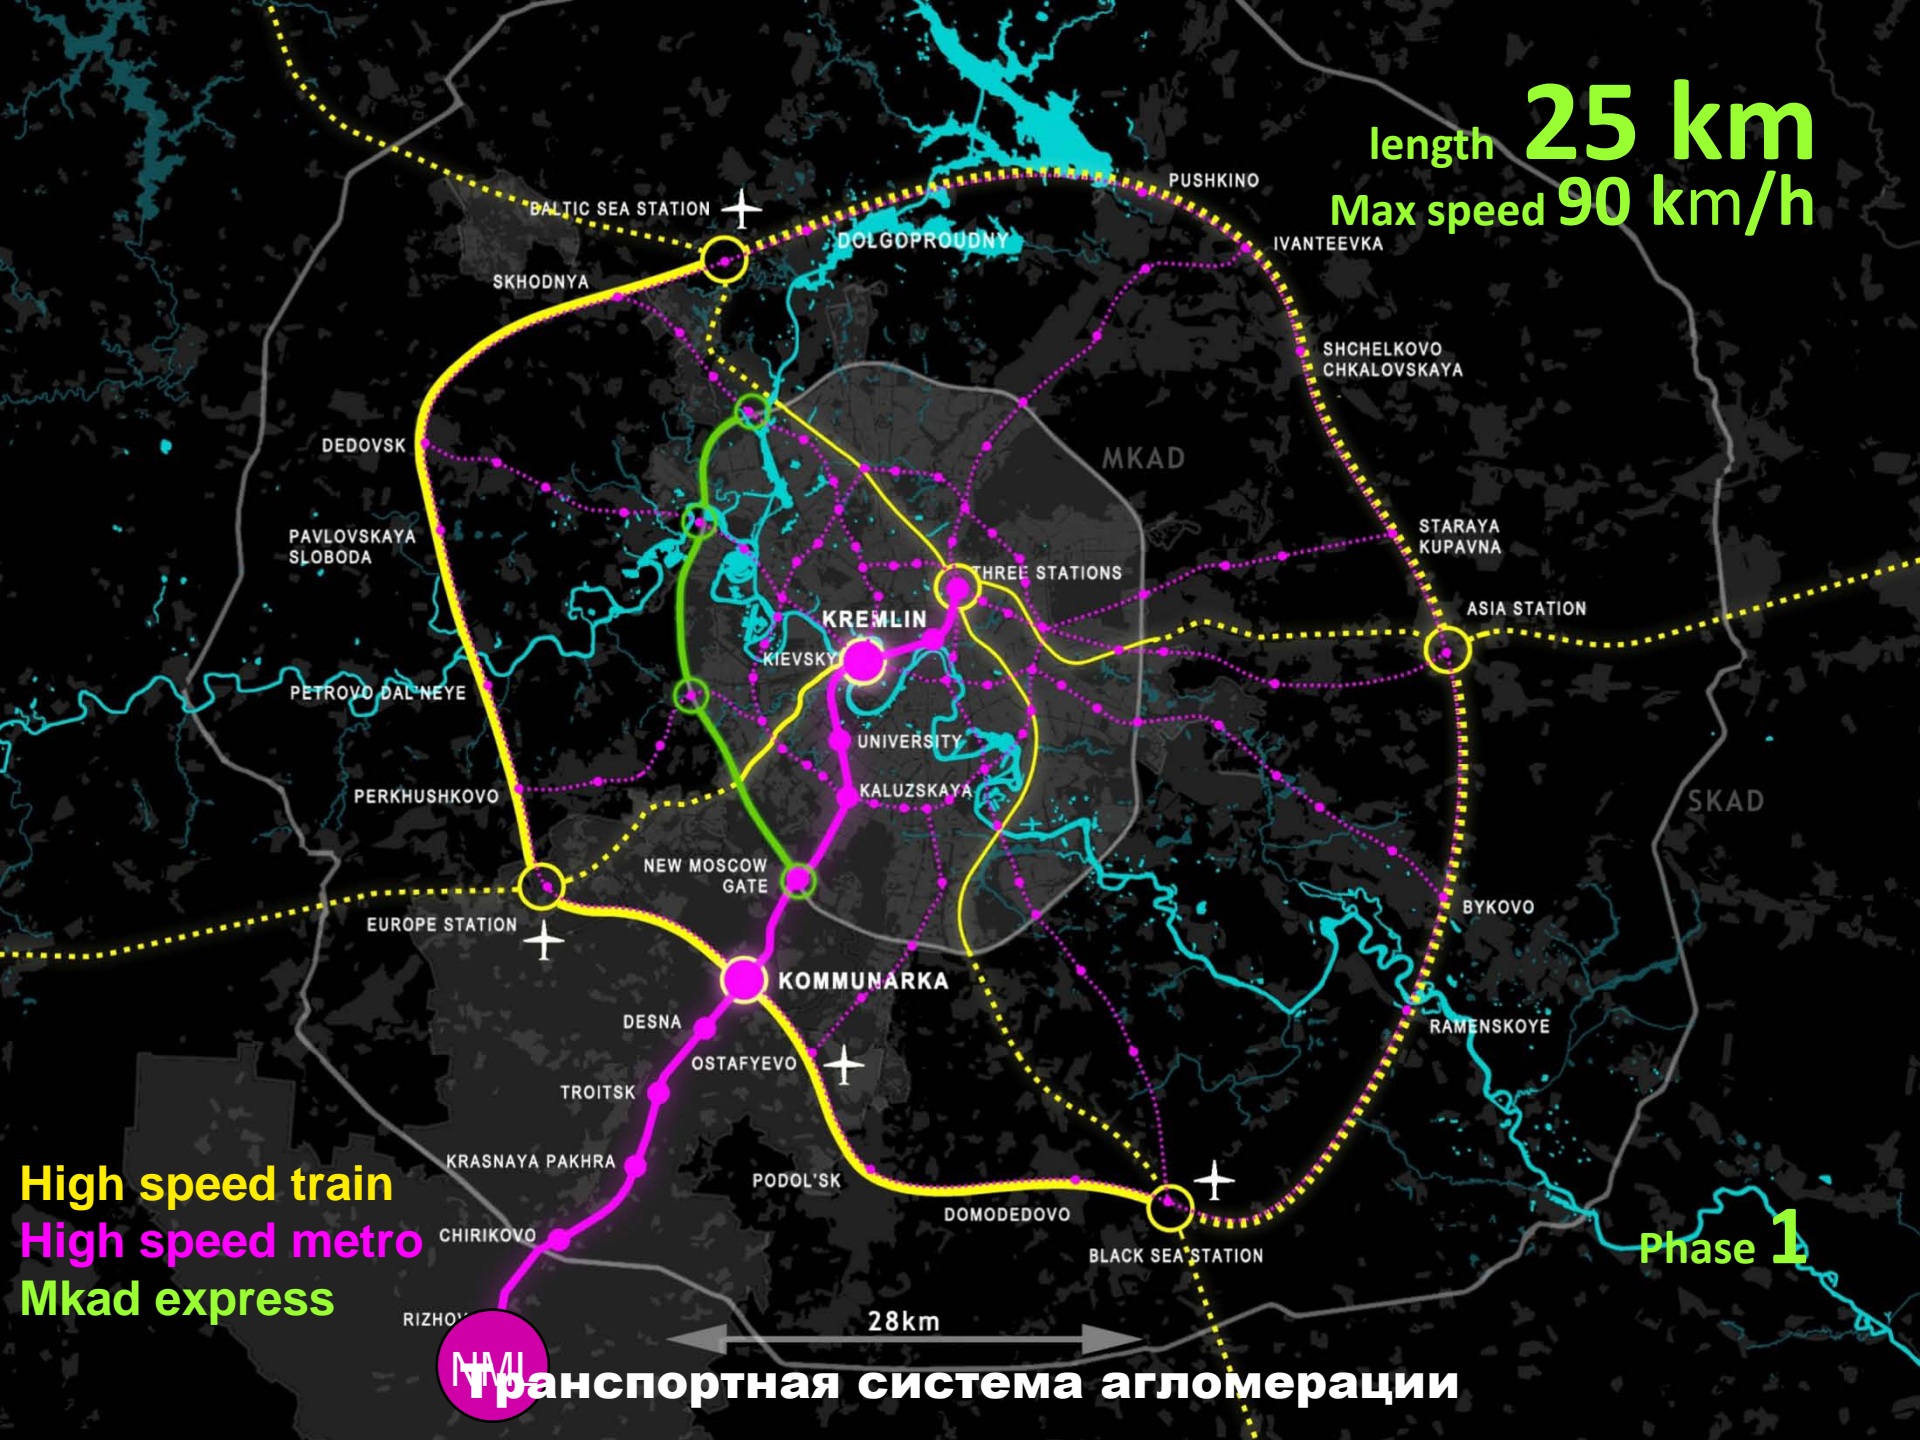 length 25 km
Max speed 90 km/h
PUSHKINO
BALTIC SEA STATION
DOLGOPROUDNY
IVANTEEVKA
SKHODNYA
SHCHELKOVO
CHKALOVSKAYA
DEDOVSK
MKAD
STARAYA
KUPAVNA
PAVLOVSKAYA
SLOBODA
THREE STATIONS
ASIA STATION
KREMLIN
KIEVSKY
PETROVO DAL'NEYE
UNIVERSITY
KALUZSKAYA
PERKHUSHKOVO
SKAD
NEW MOSCOW
GATE
BYKOVO
EUROPE STATION
KOMMUNARKA
DESNA
RAMENSKOYE
OSTAFYEVO
TROITSK
KRASNAYA PAKHRA
PODOL'SK
High speed train
DOMODEDOVO
High speed metro
CHIRIKOVO
BLACK SEA STATION
Phase 1
Mkad express
28km
NML
Транспортная система агломерации